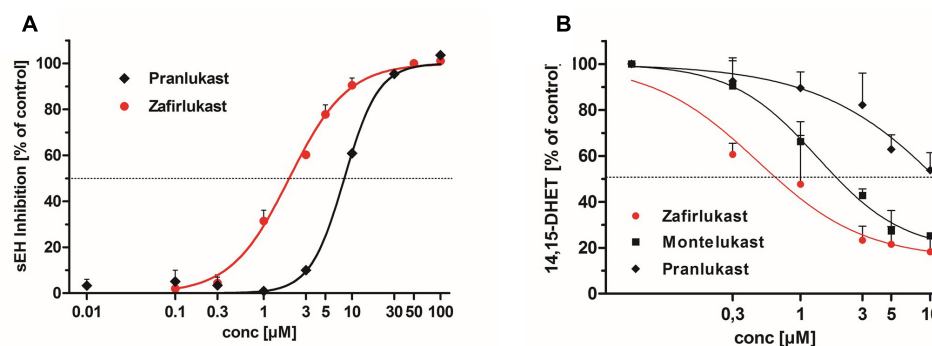 A
sEH Inhibition [% of control]
100
80
60
40
20
0
Pranlukast
Zafirlukast
0.01 0.1 0.3 1 3 5 10 30 50 100
conc [µM]
B
14,15-DHET [% of control]
100
80
60
40
20
0
Zafirlukast
Montelukast
Pranlukast
0,3 1 3 5 10
conc [µM]